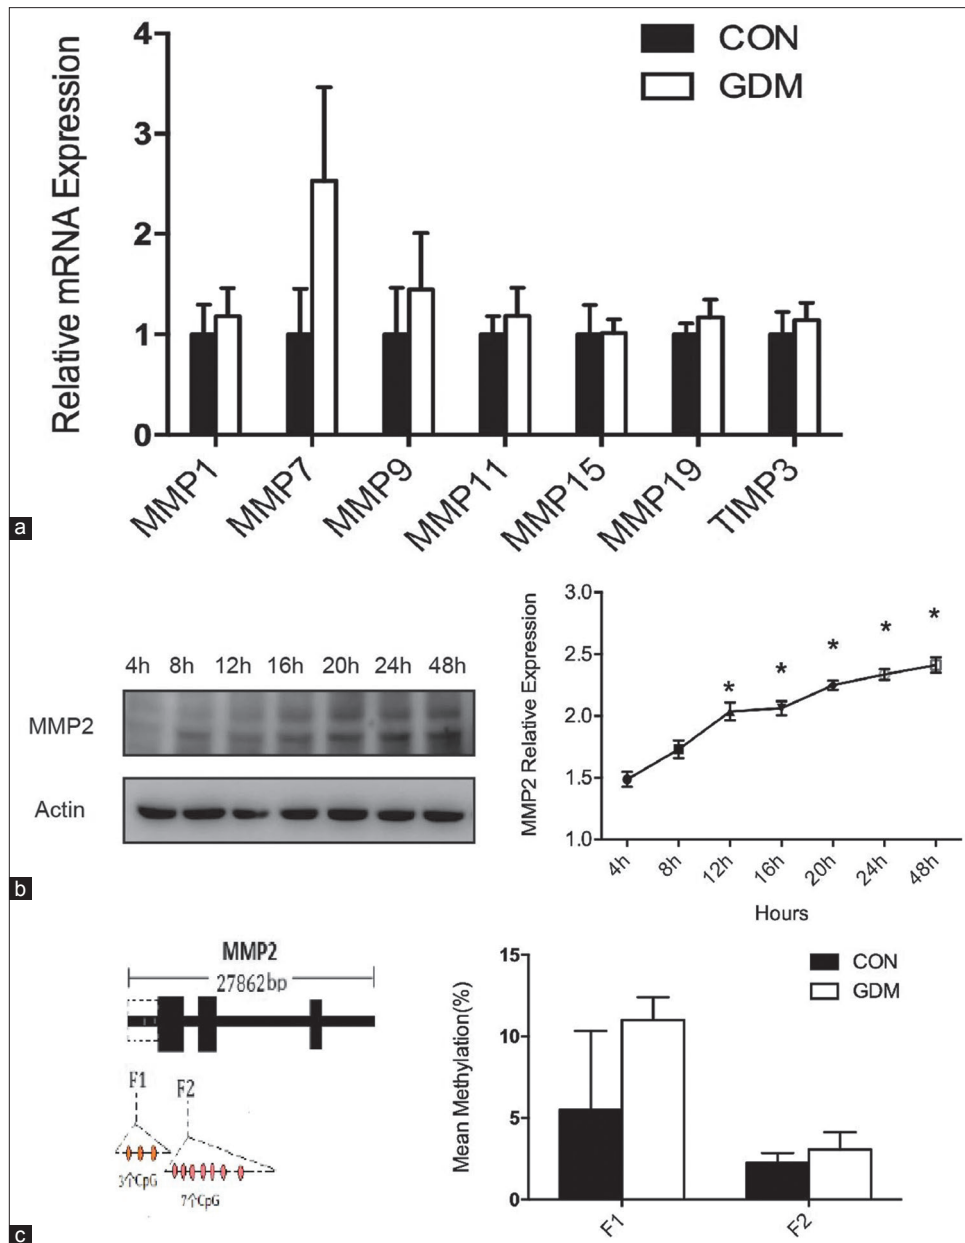 4
3
2
1
0
Relative mRNA Expression
CON
GDM
MMP1
MMP7
MMP9
MMP11
MMP15
MMP19
TIMP3
a
4h 8h 12h 16h 20h 24h 48h
MMP2
Actin
3.0
2.5
2.0
1.5
1.0
MMP2 Relative Expression
* * * * *
4h
8h
12h
16h
20h
24h
48h
Hours
b
MMP2
27862bp
F1
F2
3个CpG
7个CpG
15
10
5
0
Mean Methylation(%)
CON
GDM
F1
F2
c